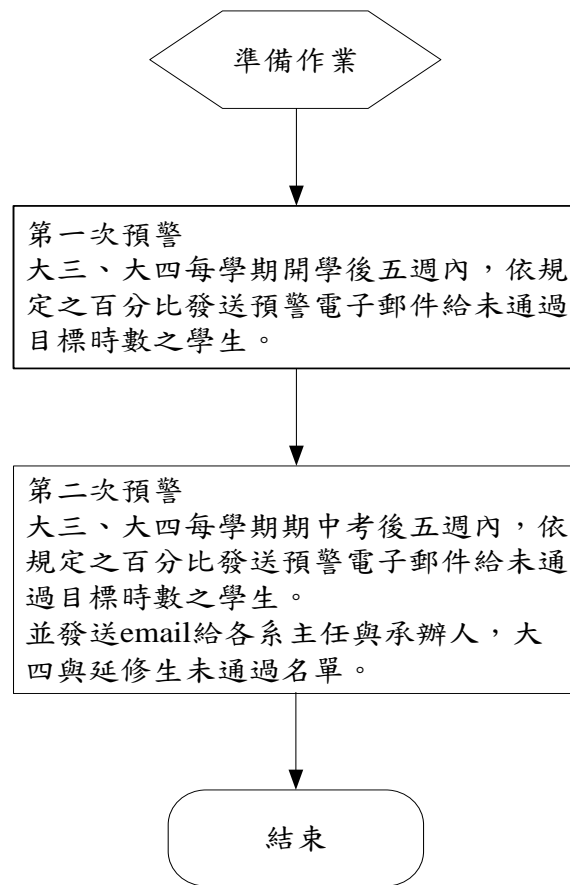 準備作業
第一次預警
大三、大四每學期開學後五週內，依規
定之百分比發送預警電子郵件給未通過
目標時數之學生。
第二次預警
大三、大四每學期期中考後五週內，依
規定之百分比發送預警電子郵件給未通
過目標時數之學生。
並發送email給各系主任與承辦人，大
四與延修生未通過名單。
結束